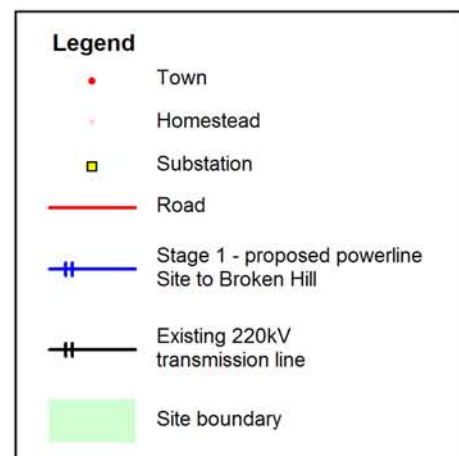 Legend
Town
Homestead
Substation
Road
Stage 1 - proposed powerline
Site to Broken Hill
Existing 220kV
transmission line
Site boundary